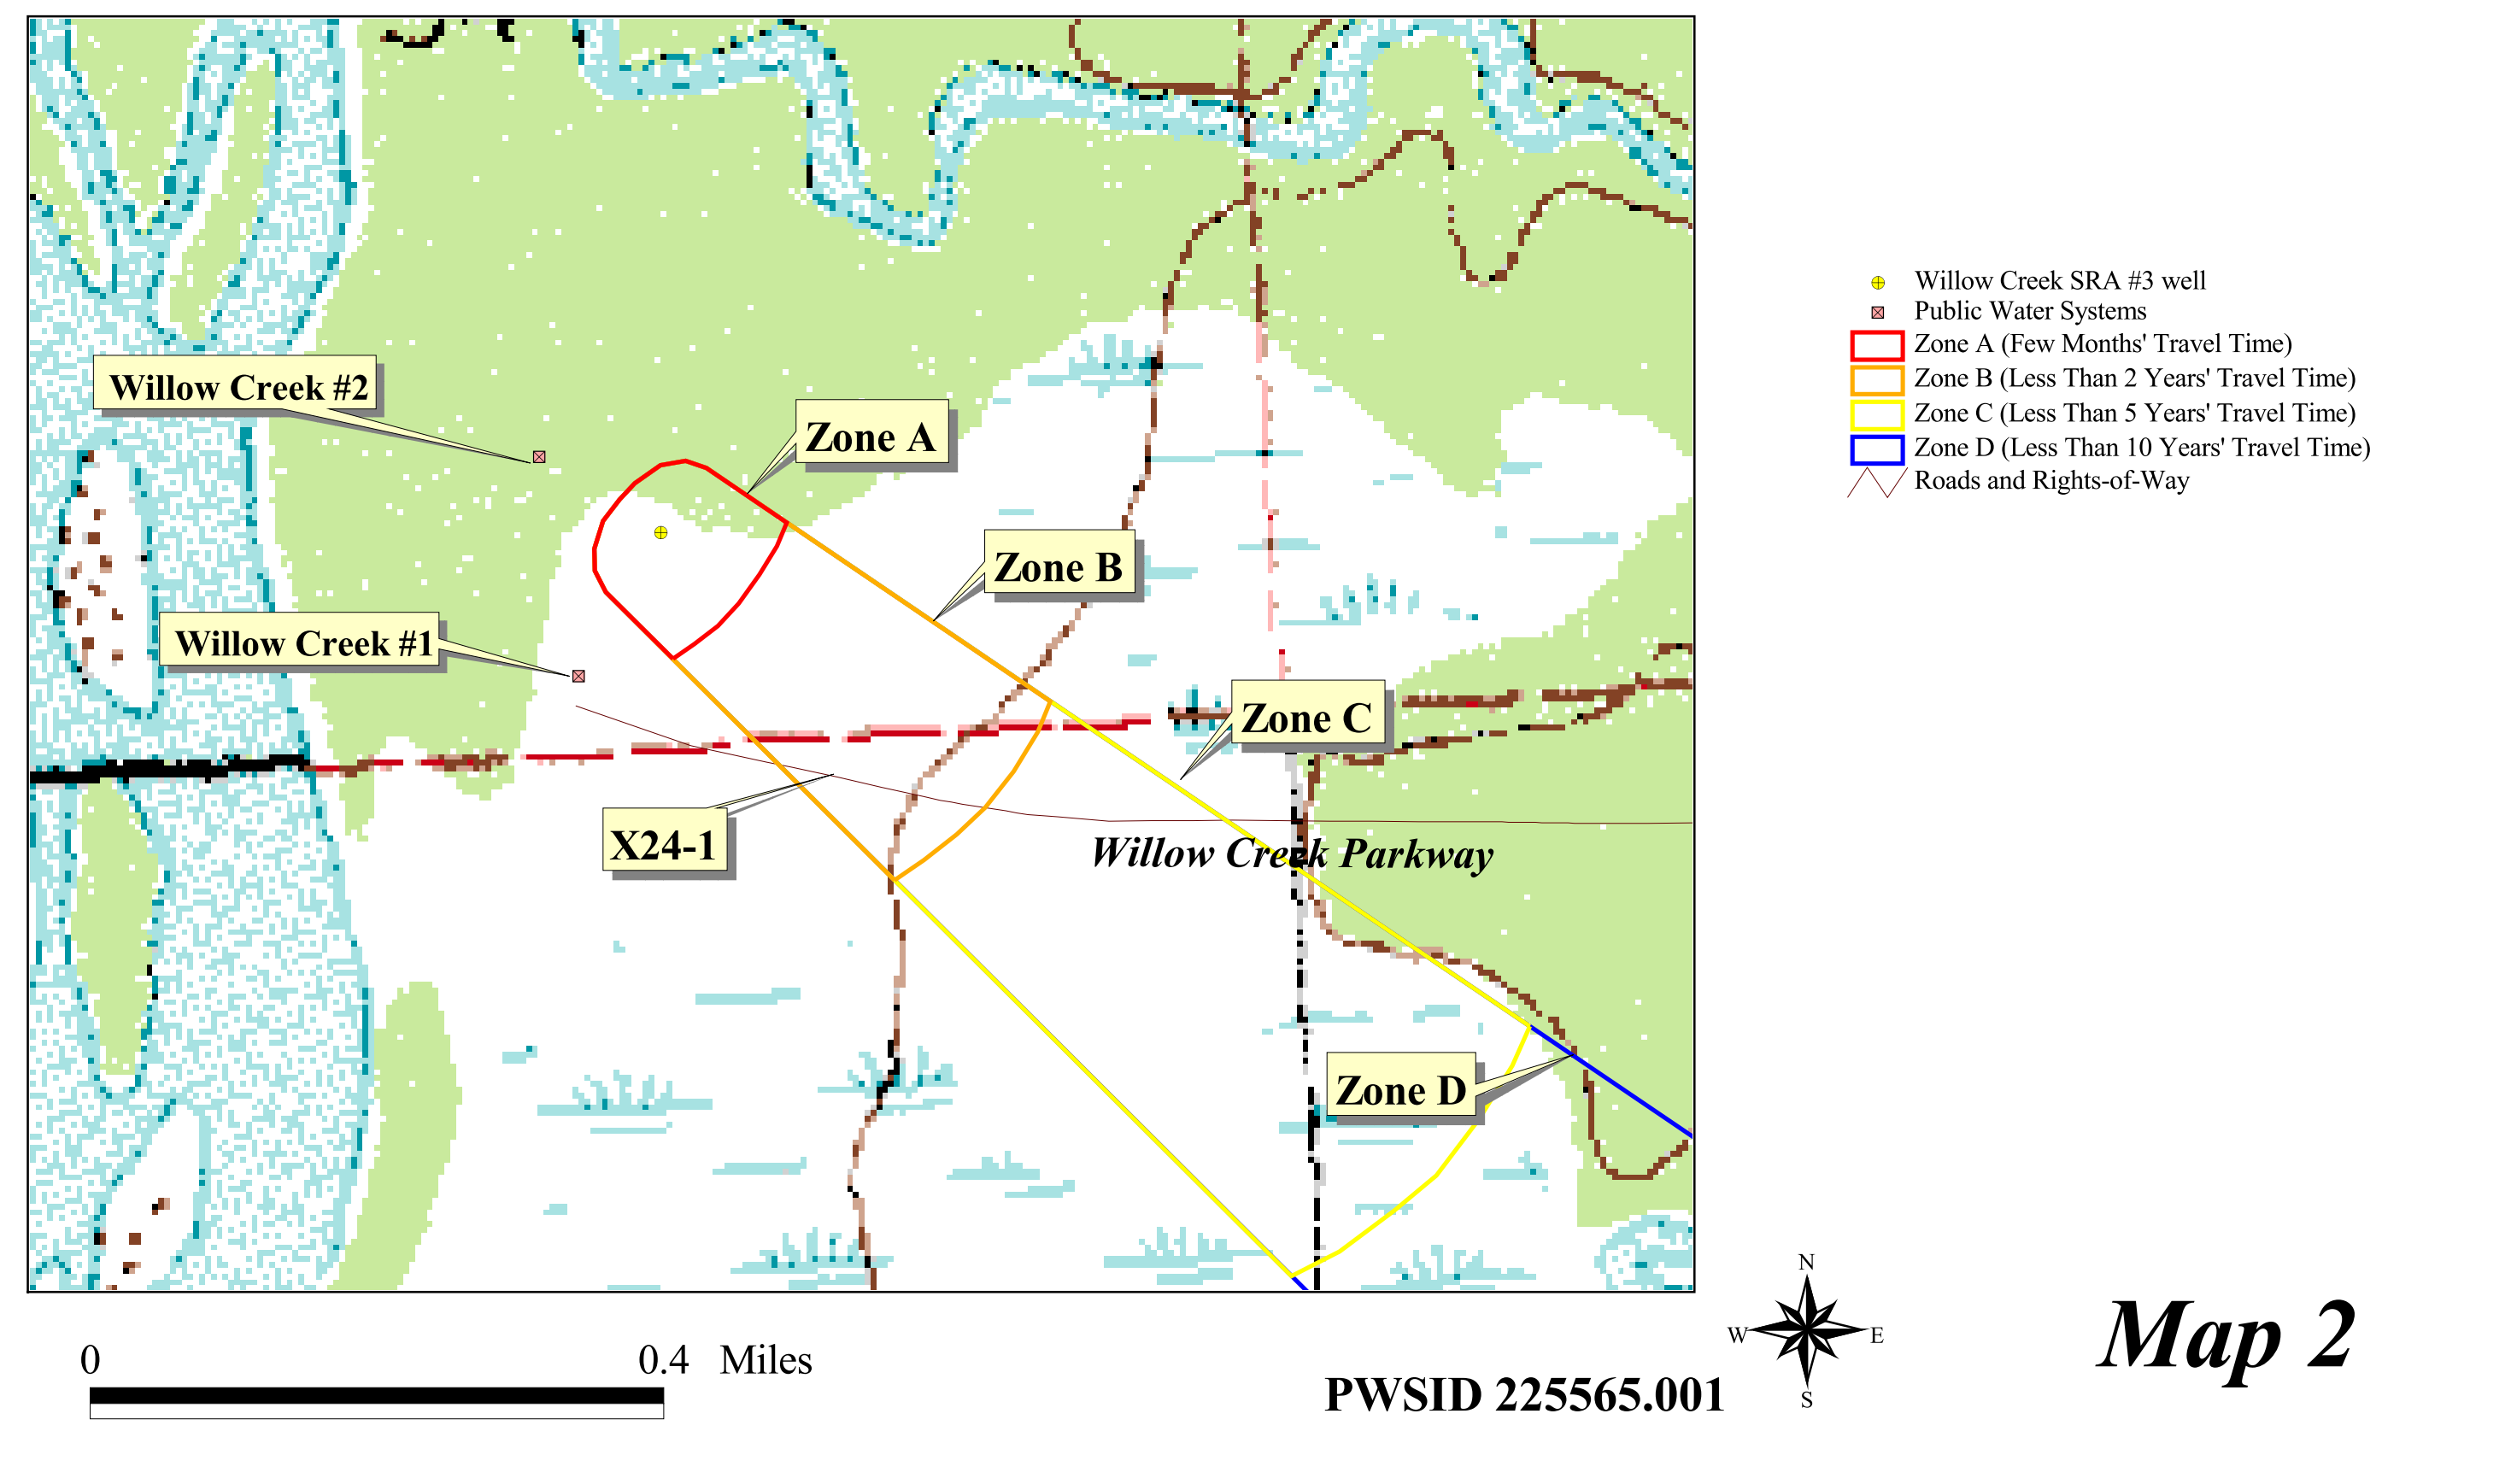 Willow Creek SRA #3 well
Public Water Systems
Zone A (Few Months' Travel Time)
Zone B (Less Than 2 Years' Travel Time)
Zone C (Less Than 5 Years' Travel Time)
Zone D (Less Than 10 Years' Travel Time)
Roads and Rights-of-Way
Willow Creek #2
Zone A
Zone B
Willow Creek #1
Zone C
X24-1
Willow Creek Parkway
Zone D
N
W
E
S
0
0.4 Miles
PWSID 225565.001
Map 2